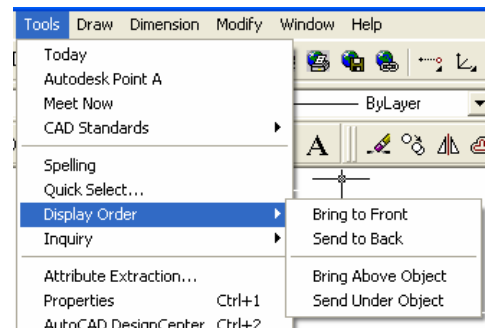 Tools Draw Dimension Modify Window Help
Today
Autodesk Point A
Meet Now
ByLayer
CAD Standards
A
Spelling
Quick Select...
Display Order
Bring to Front
Inquiry
Send to Back
Attribute Extraction...
Bring Above Object
Properties Ctrl+1
Send Under Object
AutoCAD DesignCenter Ctrl+2